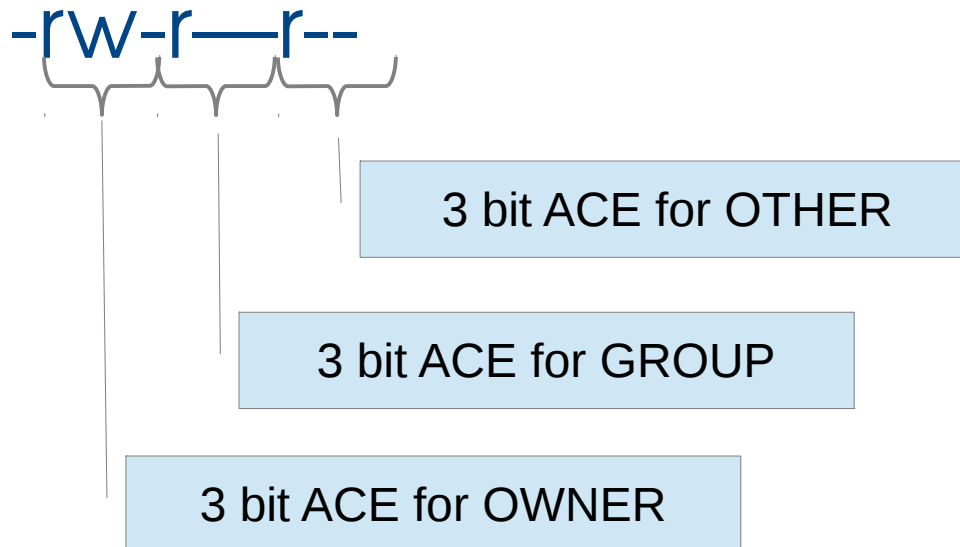 -rw-r—–r--
3 bit ACE for OTHER
3 bit ACE for GROUP
3 bit ACE for OWNER